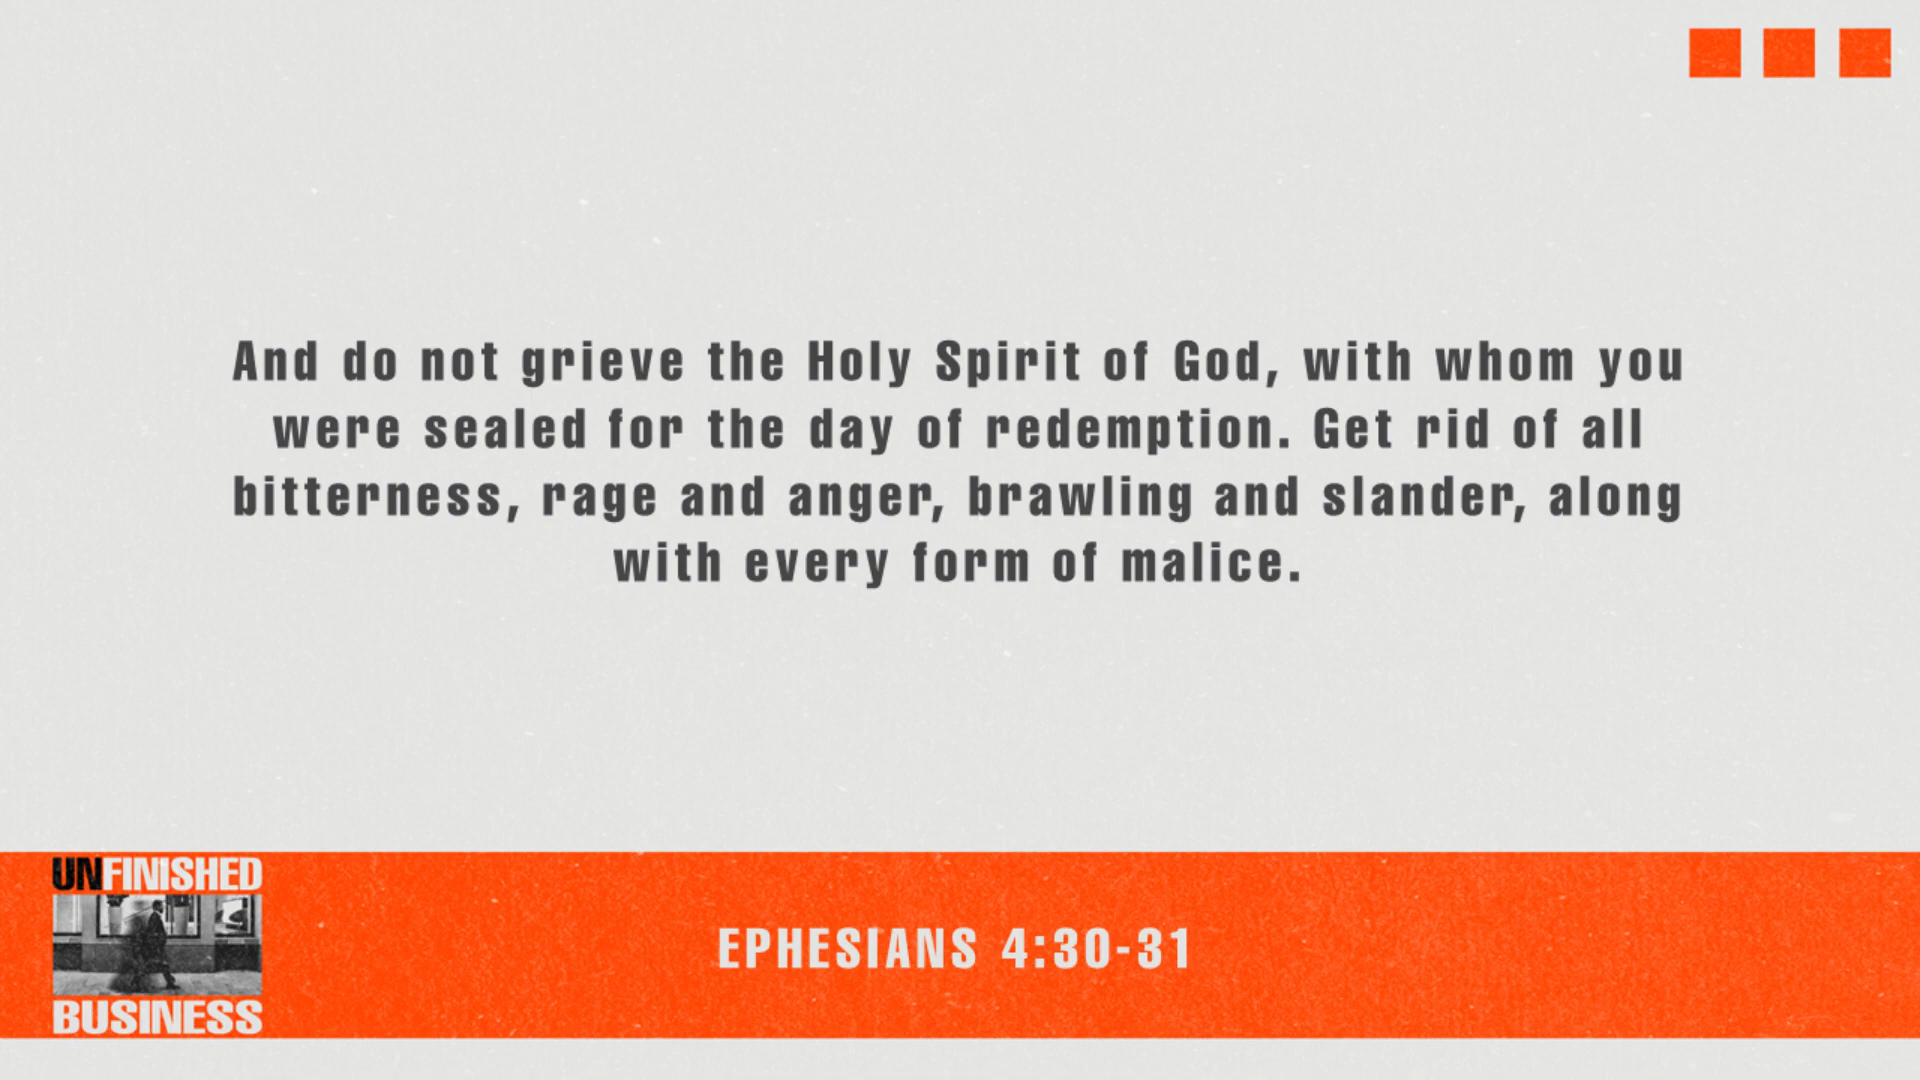 And do not grieve the Holy Spirit of God, with whom you
were sealed for the day of redemption. Get rid of all
bitterness, rage and anger, brawling and slander, along
with every form of malice.
UNFINISHED
BUSINESS
EPHESIANS 4:30-31